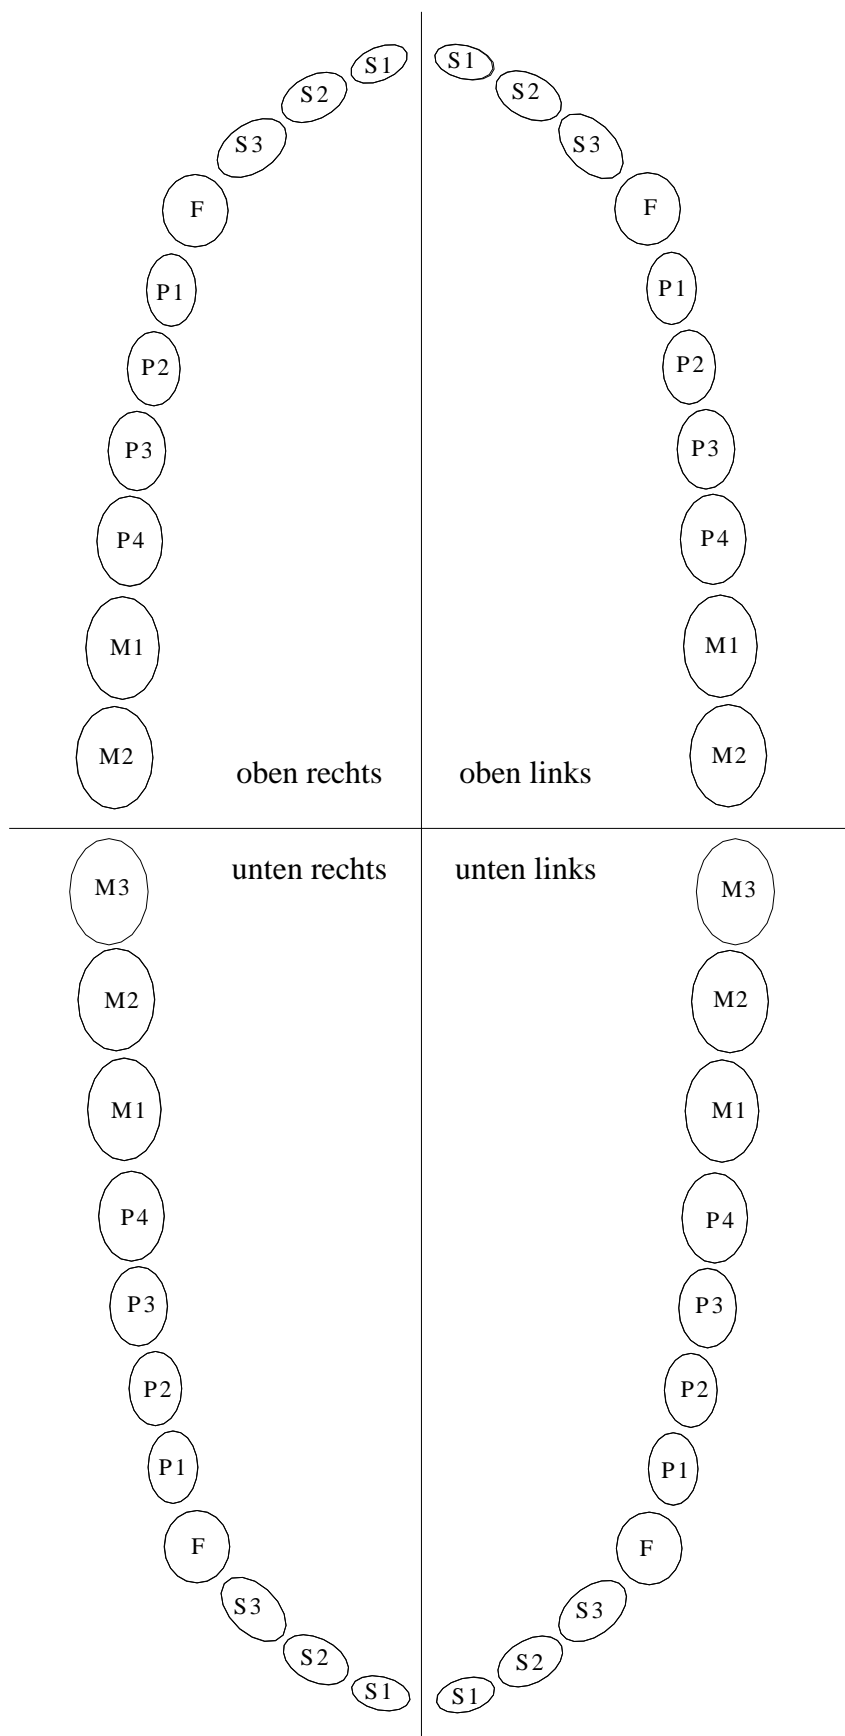 S1 S1
S2 S2
S3 S3
F F
P1 P1
P2 P2
P3 P3
P4 P4
M1 M1
M2 M2
oben rechts oben links
unten rechts unten links
M3 M3
M2 M2
M1 M1
P4 P4
P3 P3
P2 P2
P1 P1
F F
S3 S3
S2 S2
S1 S1